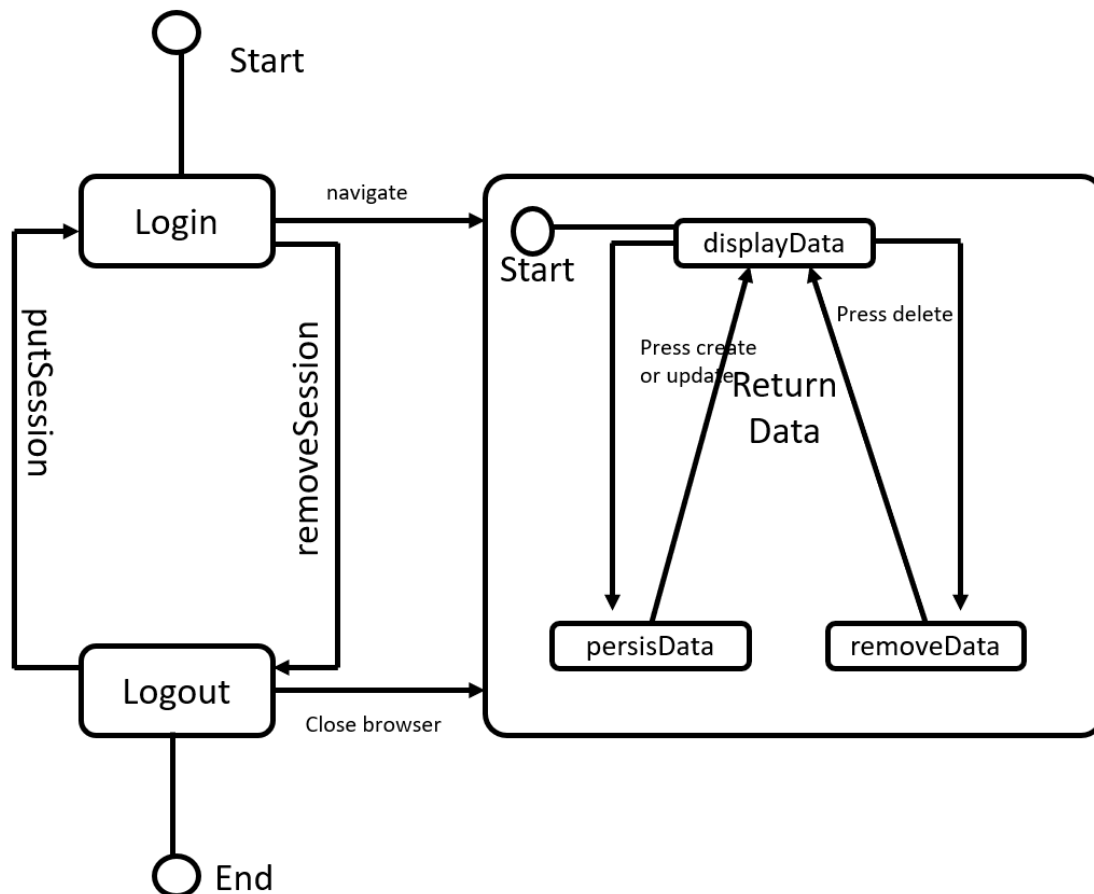 Start
Login
navigate
Start
displayData
putSession
removeSession
Press delete
Press create
or update
Return
Data
persisData
removeData
Logout
Close browser
End